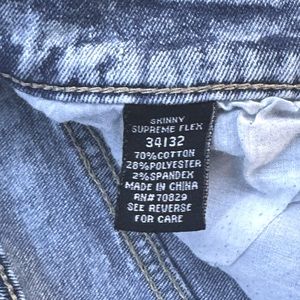 SKINNY
SUPREME FLEX
34132
70%COTTON
28%POLYESTER
2%SPANDEX
MADE IN CHINA
RN#70829
SEE REVERSE
FOR CARE